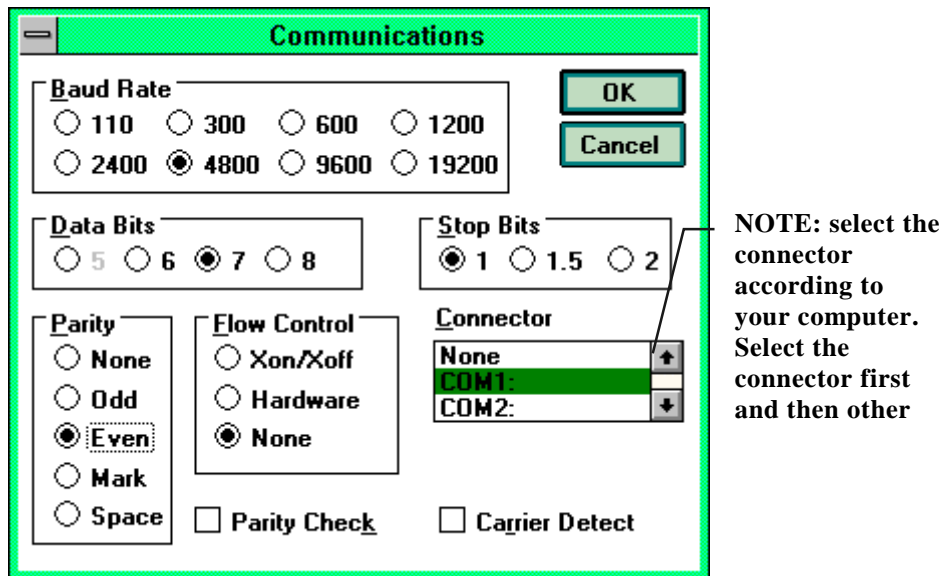 Communications
Baud Rate
110 300 600 1200
2400 4800 9600 19200
OK
Cancel
Data Bits
5 6 7 8
Stop Bits
1 1.5 2
Parity
None
Odd
Even
Mark
Space
Flow Control
Xon/Xoff
Hardware
None
Connector
None
COM1:
COM2:
Parity Check
Carrier Detect
NOTE: select the
connector
according to
your computer.
Select the
connector first
and then other